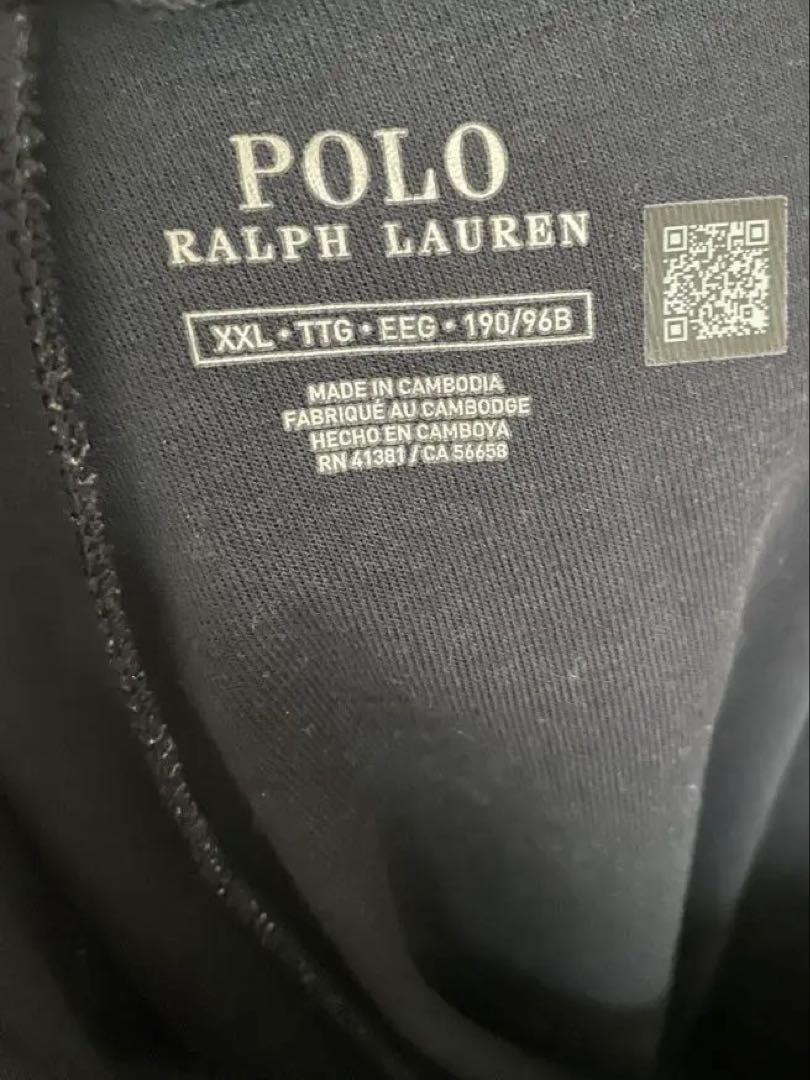 POLO
RALPH LAUREN
XXL • TTG • EEG • 190/96B
MADE IN CAMBODIA
FABRIQUÉ AU CAMBODGE
HECHO EN CAMBOYA
RN 41381 / CA 56658